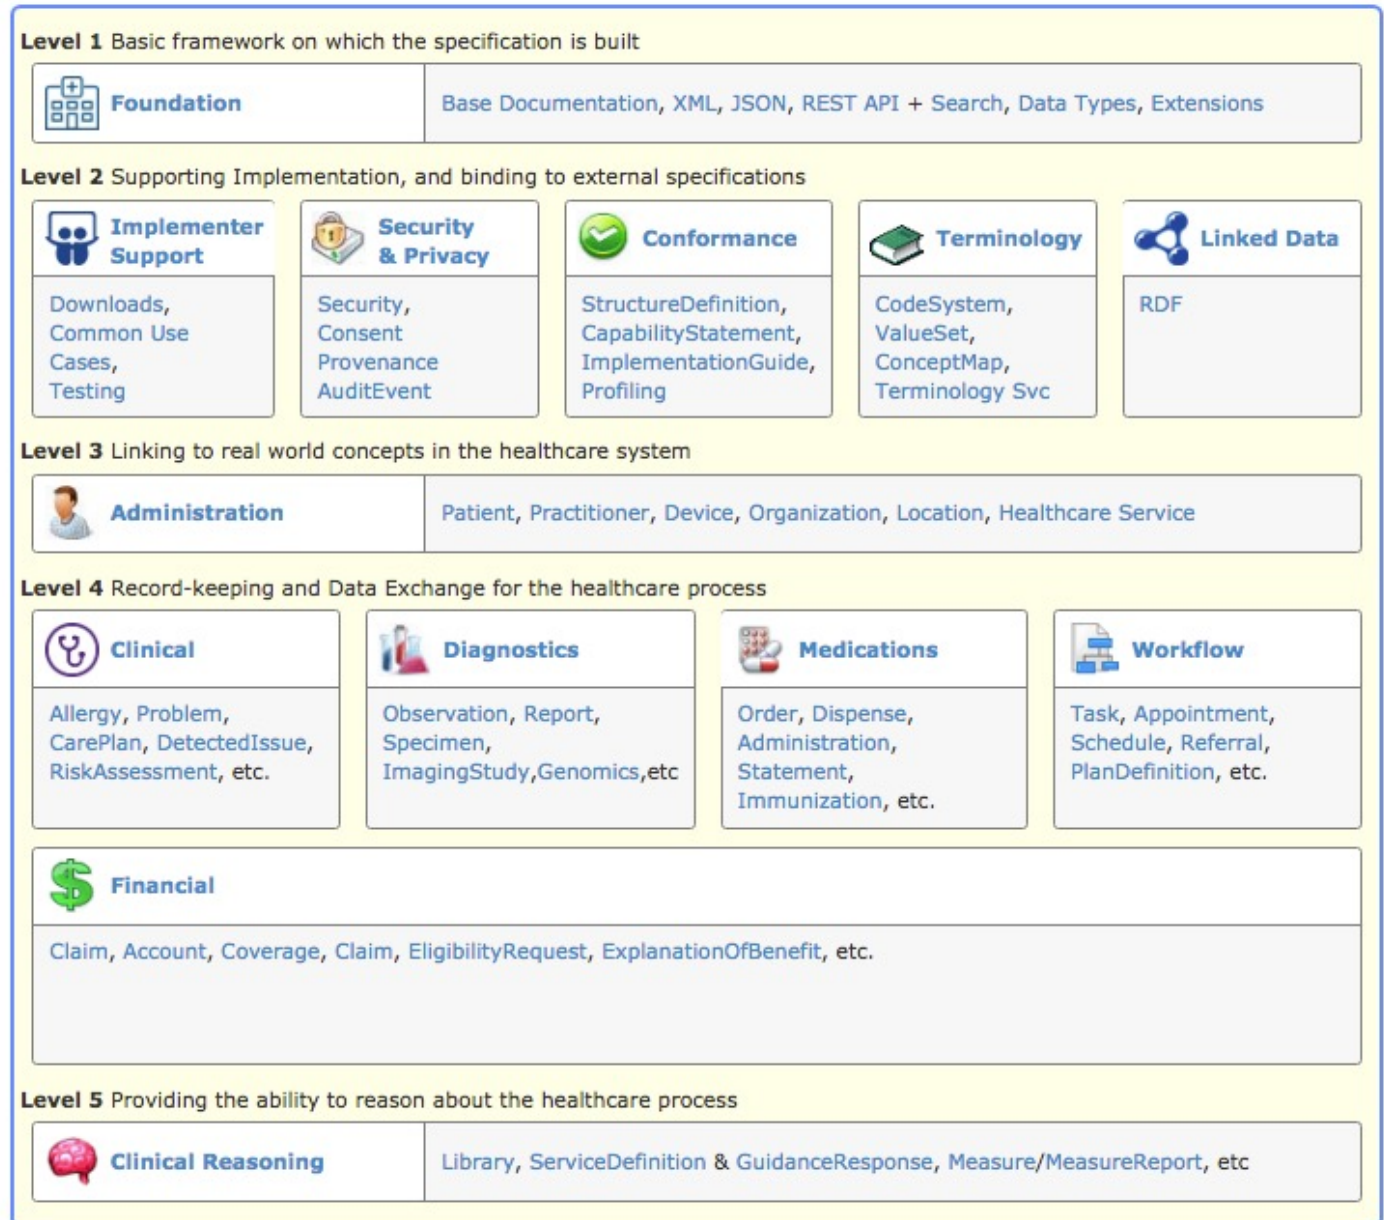 Level 1 Basic framework on which the specification is built
Foundation
Base Documentation, XML, JSON, REST API + Search, Data Types, Extensions
Level 2 Supporting Implementation, and binding to external specifications
Implementer
Support
Downloads,
Common Use
Cases,
Testing
Security
& Privacy
Security,
Consent
Provenance
AuditEvent
Conformance
StructureDefinition,
CapabilityStatement,
ImplementationGuide,
Profiling
Terminology
CodeSystem,
ValueSet,
ConceptMap,
Terminology Svc
Linked Data
RDF
Level 3 Linking to real world concepts in the healthcare system
Administration
Patient, Practitioner, Device, Organization, Location, Healthcare Service
Level 4 Record-keeping and Data Exchange for the healthcare process
Clinical
Allergy, Problem,
CarePlan, DetectedIssue,
RiskAssessment, etc.
Diagnostics
Observation, Report,
Specimen,
ImagingStudy,Genomics,etc
Medications
Order, Dispense,
Administration,
Statement,
Immunization, etc.
Workflow
Task, Appointment,
Schedule, Referral,
PlanDefinition, etc.
Financial
Claim, Account, Coverage, Claim, EligibilityRequest, ExplanationOfBenefit, etc.
Level 5 Providing the ability to reason about the healthcare process
Clinical Reasoning
Library, ServiceDefinition & GuidanceResponse, Measure/MeasureReport, etc